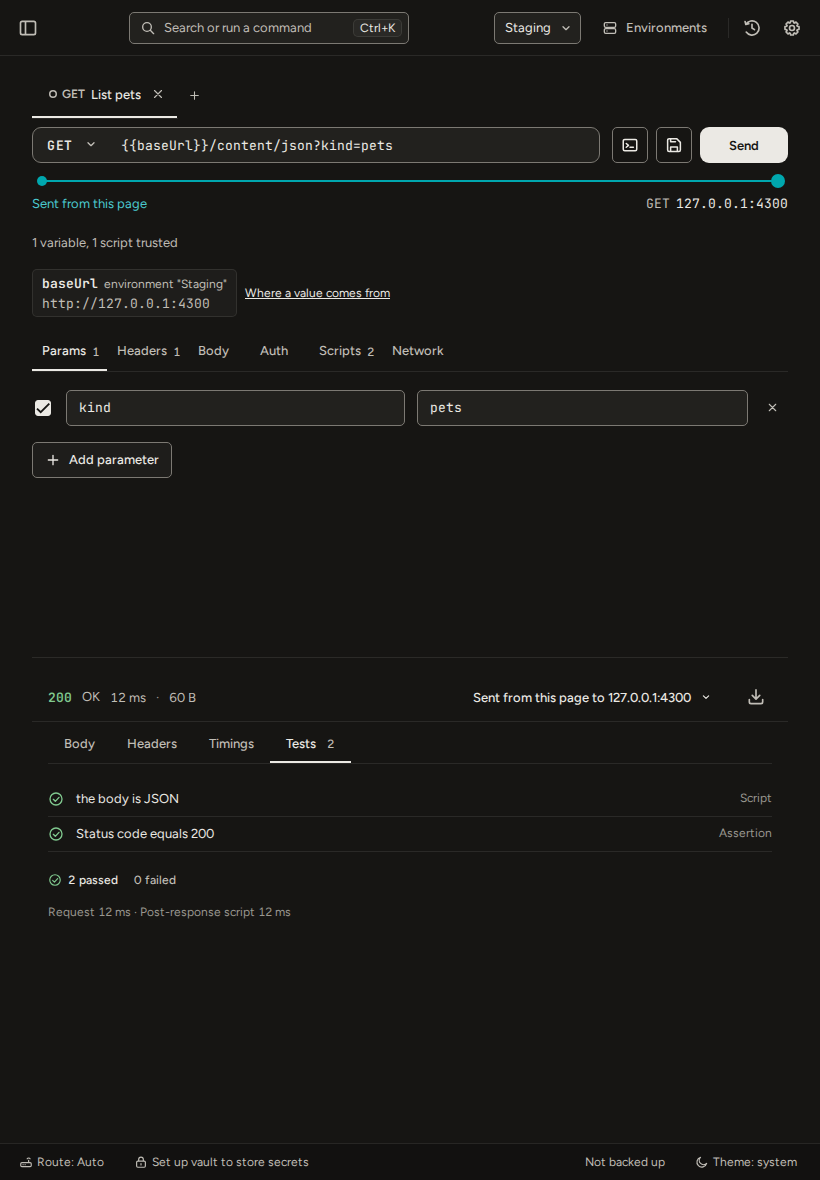 Search or run a command Ctrl+K Staging Environments
GET List pets
GET {{baseUrl}}/content/json?kind=pets Send
Sent from this page GET 127.0.0.1:4300
1 variable, 1 script trusted
baseUrl environment "Staging"
http://127.0.0.1:4300
Where a value comes from
Params 1 Headers 1 Body Auth Scripts 2 Network
kind pets
Add parameter
200 OK 12 ms · 60 B Sent from this page to 127.0.0.1:4300
Body Headers Timings Tests 2
the body is JSON Script
Status code equals 200 Assertion
2 passed 0 failed
Request 12 ms · Post-response script 12 ms
Route: Auto Set up vault to store secrets Not backed up Theme: system